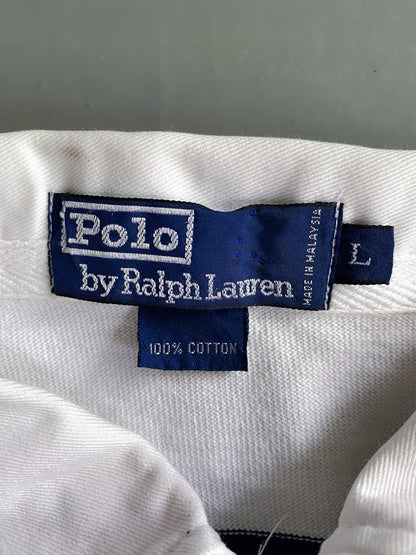 Polo
by Ralph Lauren
MADE IN MALAYSIA
L
100% COTTON